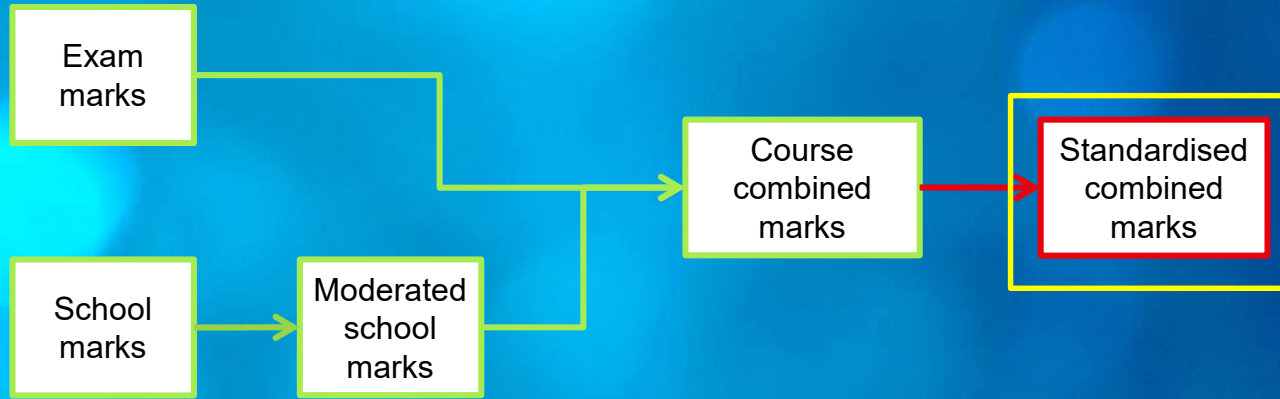 Exam
marks
School
marks
Moderated
school
marks
Course
combined
marks
Standardised
combined
marks